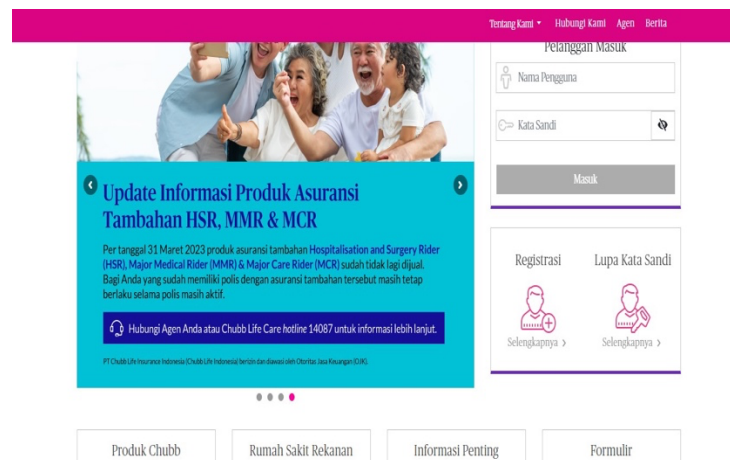 Tentang Kami Hubungi Kami Agen Berita
Pelanggan Masuk
Nama Pengguna
Kata Sandi
Masuk
Update Informasi Produk Asuransi
Tambahan HSR, MMR & MCR
Per tanggal 31 Maret 2023 produk asuransi tambahan Hospitalisation and Surgery Rider
(HSR), Major Medical Rider (MMR) & Major Care Rider (MCR) sudah tidak lagi dijual.
Bagi Anda yang sudah memiliki polis dengan asuransi tambahan tersebut masih tetap
berlaku selama polis masih aktif.
Hubungi Agen Anda atau Chubb Life Care hotline 14087 untuk informasi lebih lanjut.
PT Chubb Life Insurance Indonesia (Chubb Life Indonesia) berizin dan diawasi oleh Otoritas Jasa Keuangan (OJK).
Registrasi Lupa Kata Sandi
Selengkapnya > Selengkapnya >
Produk Chubb Rumah Sakit Rekanan Informasi Penting Formulir